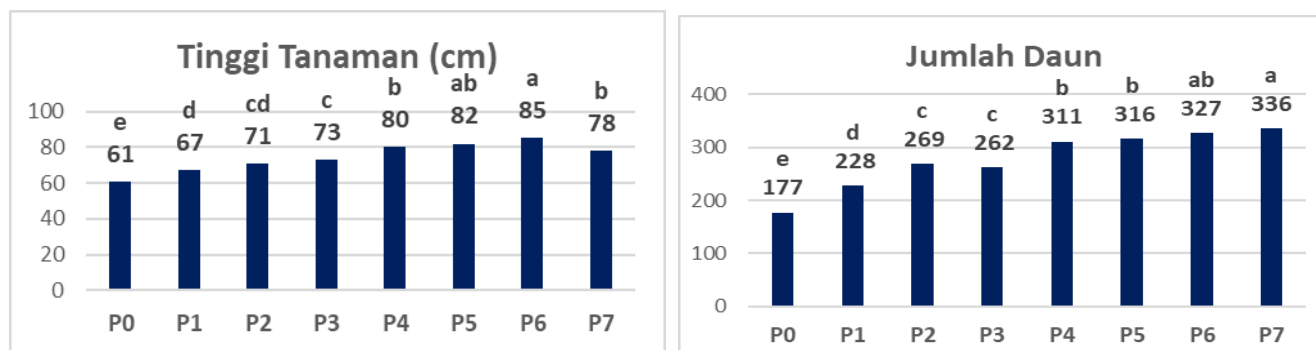 Tinggi Tanaman (cm)
e d cd c b ab a b
61 67 71 73 80 82 85 78
100
80
60
40
20
0
P0 P1 P2 P3 P4 P5 P6 P7
Jumlah Daun
e d c c b b ab a
177 228 269 262 311 316 327 336
400
300
200
100
0
P0 P1 P2 P3 P4 P5 P6 P7